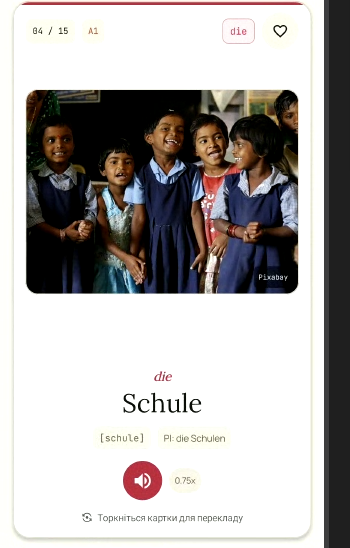 04 / 15 A1 die
Pixabay
die
Schule
[schule] Pl: die Schulen
0.75x
Торкніться картки для перекладу